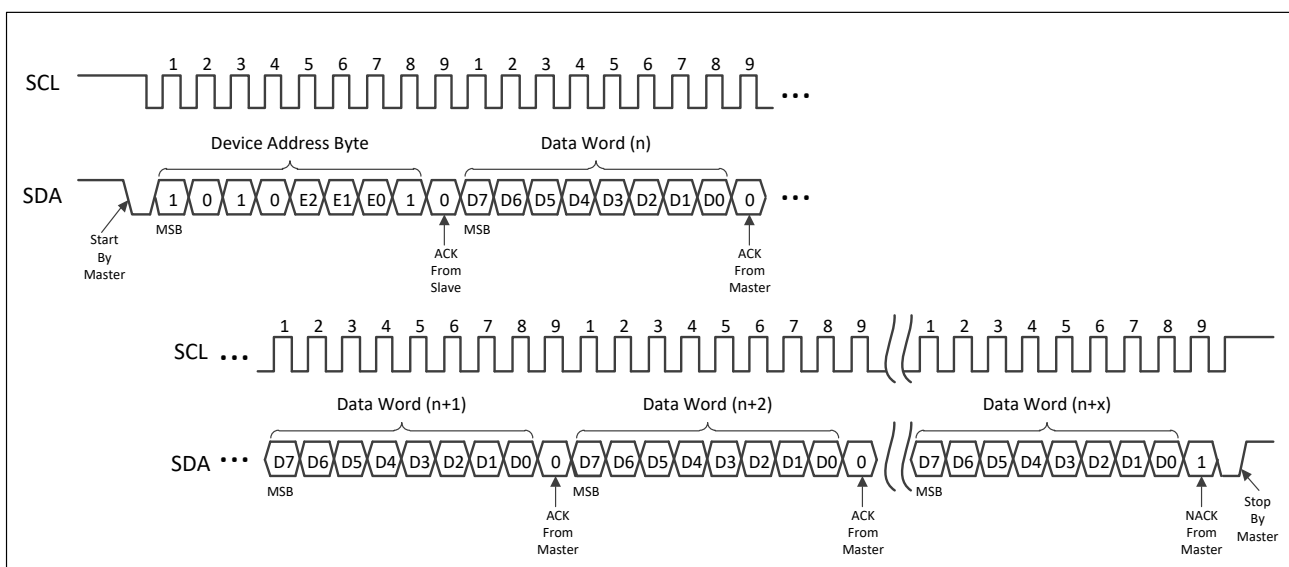 1 2 3 4 5 6 7 8 9 1 2 3 4 5 6 7 8 9
SCL ...
Device Address Byte Data Word (n)
SDA 1 0 1 0 E2 E1 E0 1 0 D7 D6 D5 D4 D3 D2 D1 D0 0 ...
MSB MSB
Start By Master
ACK From Slave
ACK From Master
1 2 3 4 5 6 7 8 9 1 2 3 4 5 6 7 8 9 1 2 3 4 5 6 7 8 9
SCL ...
Data Word (n+1) Data Word (n+2) Data Word (n+x)
SDA ... D7 D6 D5 D4 D3 D2 D1 D0 0 D7 D6 D5 D4 D3 D2 D1 D0 0 D7 D6 D5 D4 D3 D2 D1 D0 1
MSB MSB MSB
ACK From Master
ACK From Master
NACK From Master
Stop By Master